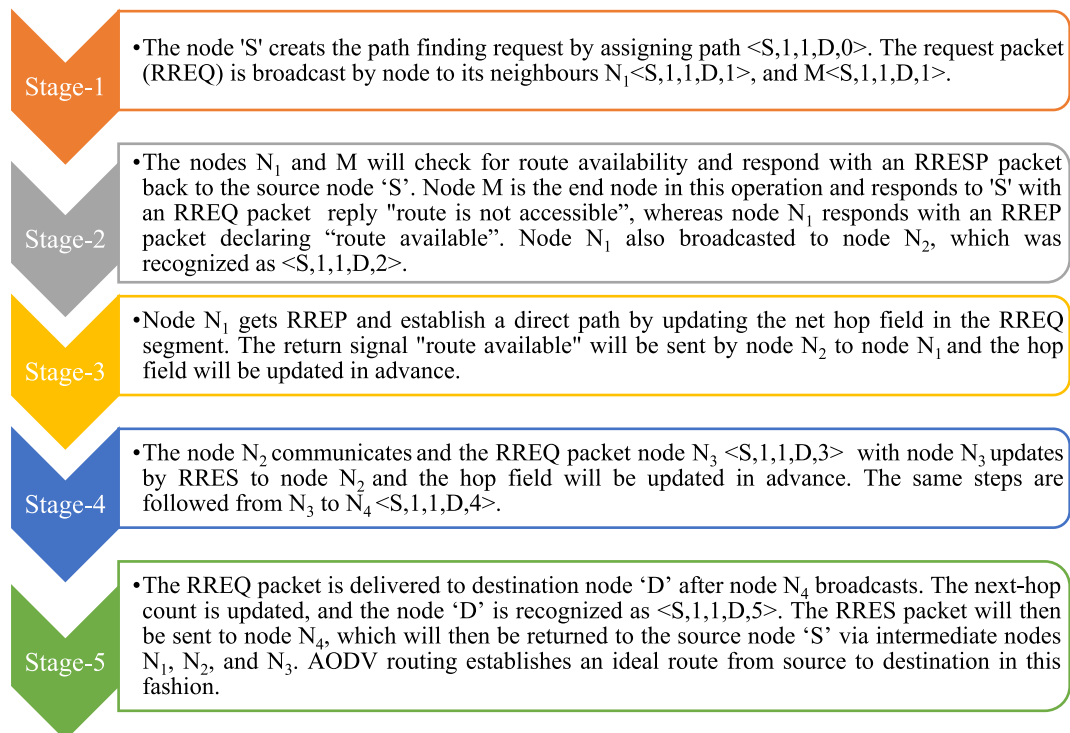 Stage-1
•The node 'S' creats the path finding request by assigning path <S,1,1,D,0>. The request packet
(RREQ) is broadcast by node to its neighbours N₁<S,1,1,D,1>, and M<S,1,1,D,1>.
Stage-2
•The nodes N₁ and M will check for route availability and respond with an RRESP packet
back to the source node ‘S’. Node M is the end node in this operation and responds to 'S' with
an RREQ packet reply "route is not accessible”, whereas node N₁ responds with an RREP
packet declaring “route available”. Node N₁ also broadcasted to node N₂, which was
recognized as <S,1,1,D,2>.
Stage-3
•Node N₁ gets RREP and establish a direct path by updating the net hop field in the RREQ
segment. The return signal "route available" will be sent by node N₂ to node N₁ and the hop
field will be updated in advance.
Stage-4
•The node N₂ communicates and the RREQ packet node N₃ <S,1,1,D,3> with node N₃ updates
by RRES to node N₂ and the hop field will be updated in advance. The same steps are
followed from N₃ to N₄ <S,1,1,D,4>.
Stage-5
•The RREQ packet is delivered to destination node ‘D’ after node N₄ broadcasts. The next-hop
count is updated, and the node ‘D’ is recognized as <S,1,1,D,5>. The RRES packet will then
be sent to node N₄, which will then be returned to the source node ‘S’ via intermediate nodes
N₁, N₂, and N₃. AODV routing establishes an ideal route from source to destination in this
fashion.